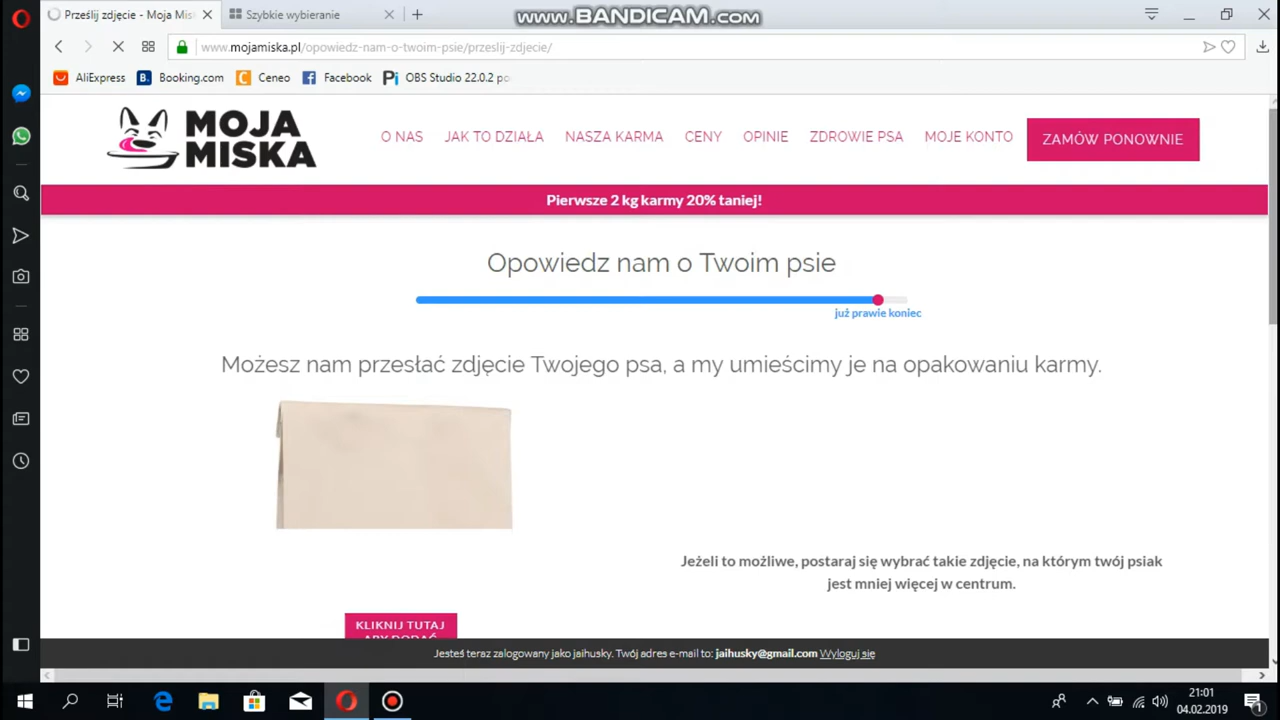 Prześlij zdjęcie - Moja Mis
Szybkie wybieranie
www.BANDICAM.com
www.mojamiska.pl/opowiedz-nam-o-twoim-psie/przeslij-zdjecie/
AliExpress
Booking.com
Ceneo
Facebook
OBS Studio 22.0.2 po
MOJA
MISKA
O NAS
JAK TO DZIAŁA
NASZA KARMA
CENY
OPINIE
ZDROWIE PSA
MOJE KONTO
ZAMÓW PONOWNIE
Pierwsze 2 kg karmy 20% taniej!
Opowiedz nam o Twoim psie
już prawie koniec
Możesz nam przesłać zdjęcie Twojego psa, a my umieścimy je na opakowaniu karmy.
Jeżeli to możliwe, postaraj się wybrać takie zdjęcie, na którym twój psiak
jest mniej więcej w centrum.
KLIKNIJ TUTAJ
ABY DODAĆ
Jesteś teraz zalogowany jako jaihusky. Twój adres e-mail to: jaihusky@gmail.com Wyloguj się
21:01
04.02.2019
1